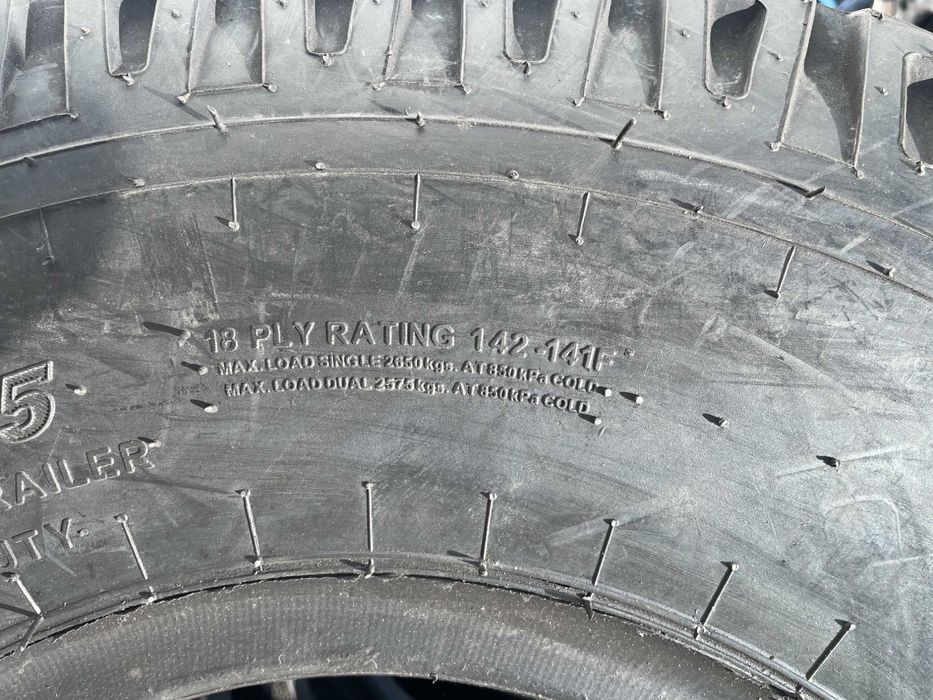 18 PLY RATING 142-141F
MAX. LOAD SINGLE 2650 kgs. AT 850 kPa COLD
MAX. LOAD DUAL 2575 kgs. AT 850 kPa COLD
5
RAILER
UTY-